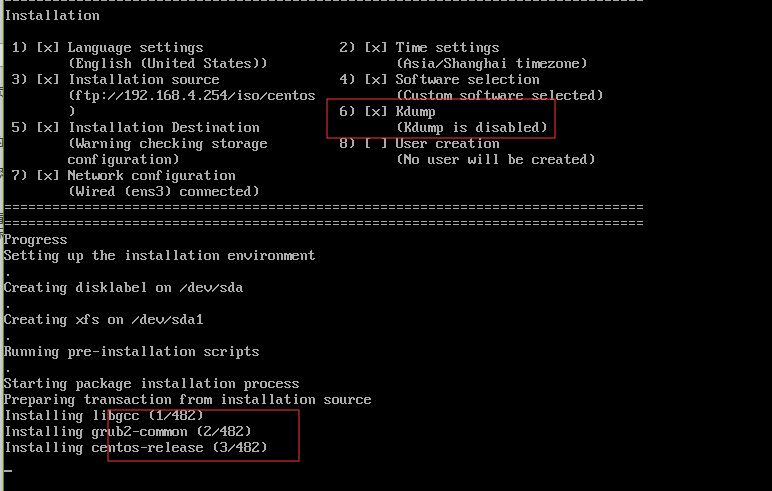 ================================================================================
Installation
1) [x] Language settings 2) [x] Time settings
(English (United States)) (Asia/Shanghai timezone)
3) [x] Installation source 4) [x] Software selection
(ftp://192.168.4.254/iso/centos (Custom software selected)
) 6) [x] Kdump
5) [x] Installation Destination (Kdump is disabled)
(Warning checking storage 8) [ ] User creation
configuration) (No user will be created)
7) [x] Network configuration
(Wired (ens3) connected)
================================================================================
================================================================================
Progress
Setting up the installation environment
.
Creating disklabel on /dev/sda
.
Creating xfs on /dev/sda1
.
Running pre-installation scripts
.
Starting package installation process
Preparing transaction from installation source
Installing libgcc (1/482)
Installing grub2-common (2/482)
Installing centos-release (3/482)